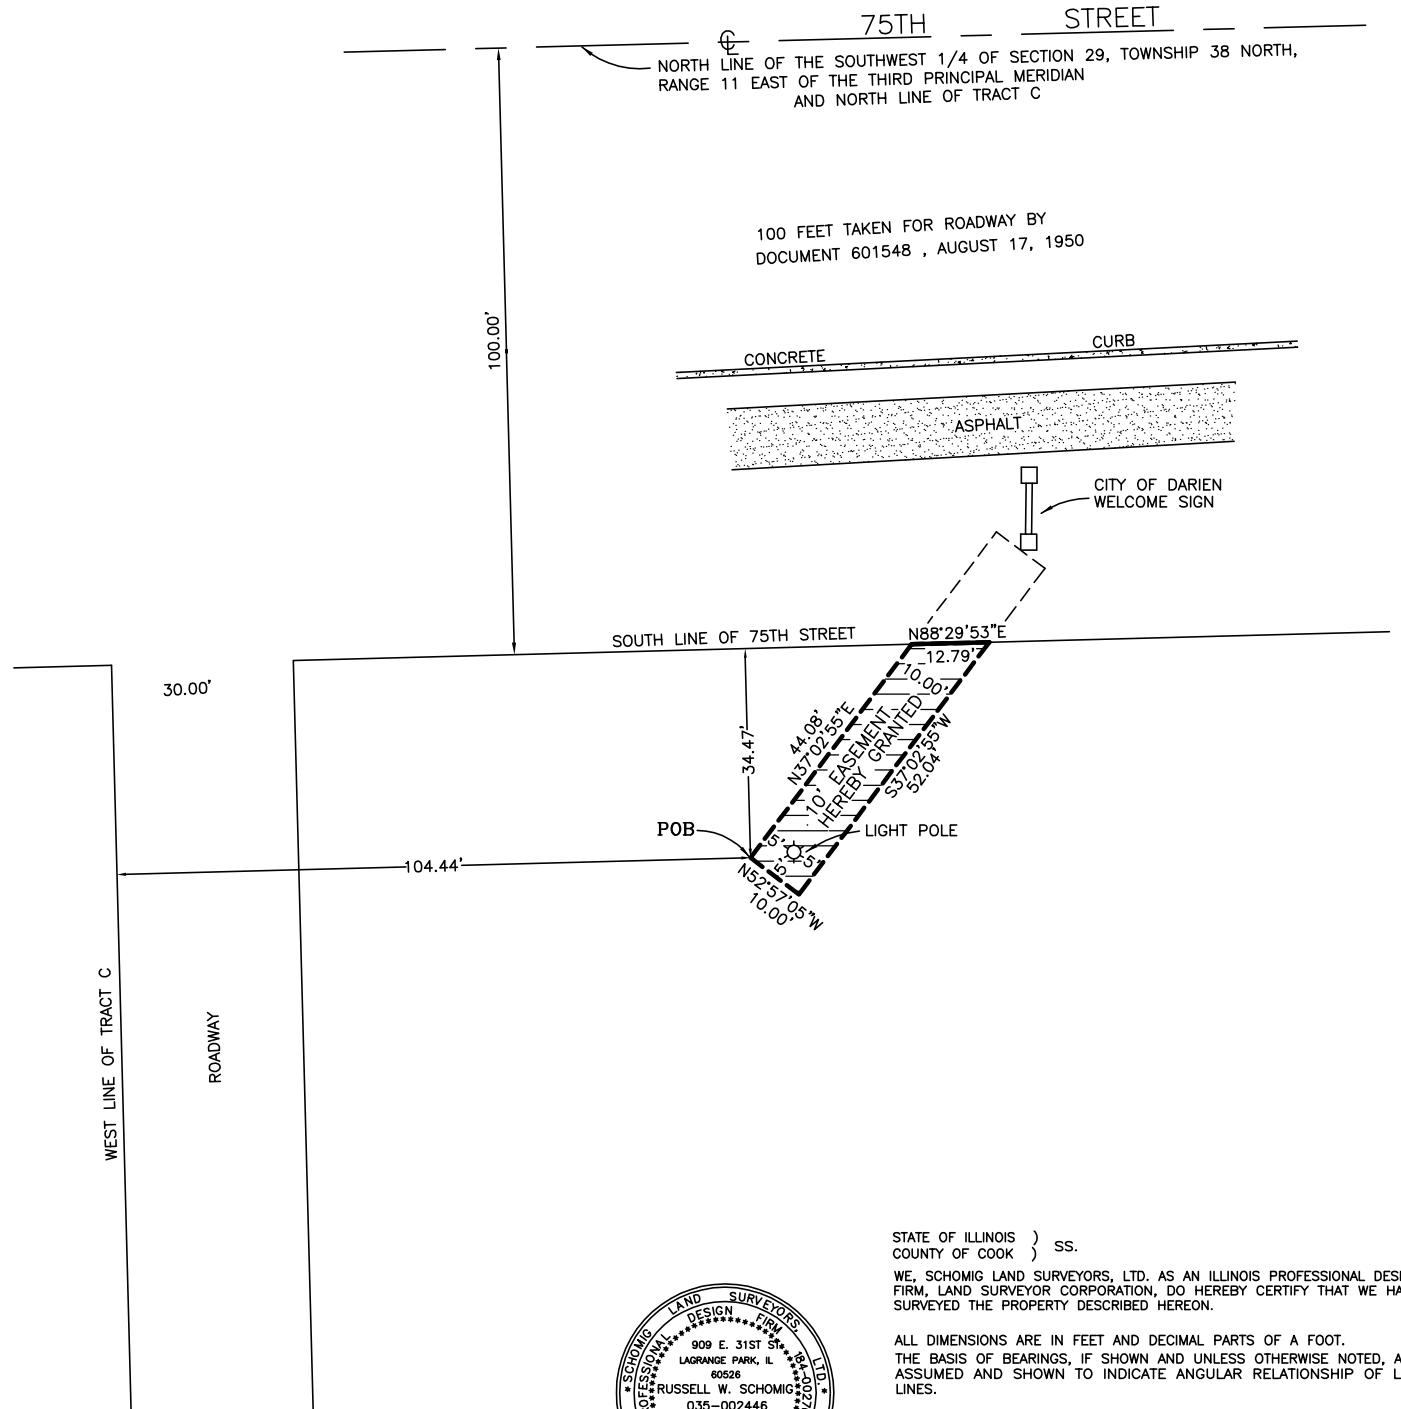 75TH STREET
℄
NORTH LINE OF THE SOUTHWEST 1/4 OF SECTION 29, TOWNSHIP 38 NORTH,
RANGE 11 EAST OF THE THIRD PRINCIPAL MERIDIAN
AND NORTH LINE OF TRACT C
100 FEET TAKEN FOR ROADWAY BY
DOCUMENT 601548 , AUGUST 17, 1950
100.00'
CONCRETE CURB
ASPHALT
CITY OF DARIEN
WELCOME SIGN
SOUTH LINE OF 75TH STREET
N88°29'53"E
12.79'
10.00'
30.00'
44.08'
N37°02'55"E
10' EASEMENT
HEREBY GRANTED
S37°02'55"W
52.04'
34.47'
POB
LIGHT POLE
5'
5'
5'
104.44'
N52°57'05"W
10.00'
WEST LINE OF TRACT C
ROADWAY
STATE OF ILLINOIS )
COUNTY OF COOK ) SS.
WE, SCHOMIG LAND SURVEYORS, LTD. AS AN ILLINOIS PROFESSIONAL DESI
FIRM, LAND SURVEYOR CORPORATION, DO HEREBY CERTIFY THAT WE HA
SURVEYED THE PROPERTY DESCRIBED HEREON.
ALL DIMENSIONS ARE IN FEET AND DECIMAL PARTS OF A FOOT.
THE BASIS OF BEARINGS, IF SHOWN AND UNLESS OTHERWISE NOTED, A
ASSUMED AND SHOWN TO INDICATE ANGULAR RELATIONSHIP OF L
LINES.
* SCHOMIG LAND SURVEYORS, LTD. *
OFESSIONAL DESIGN FIRM 184-0027
909 E. 31ST ST.
LAGRANGE PARK, IL
60526
RUSSELL W. SCHOMIG
035-002446